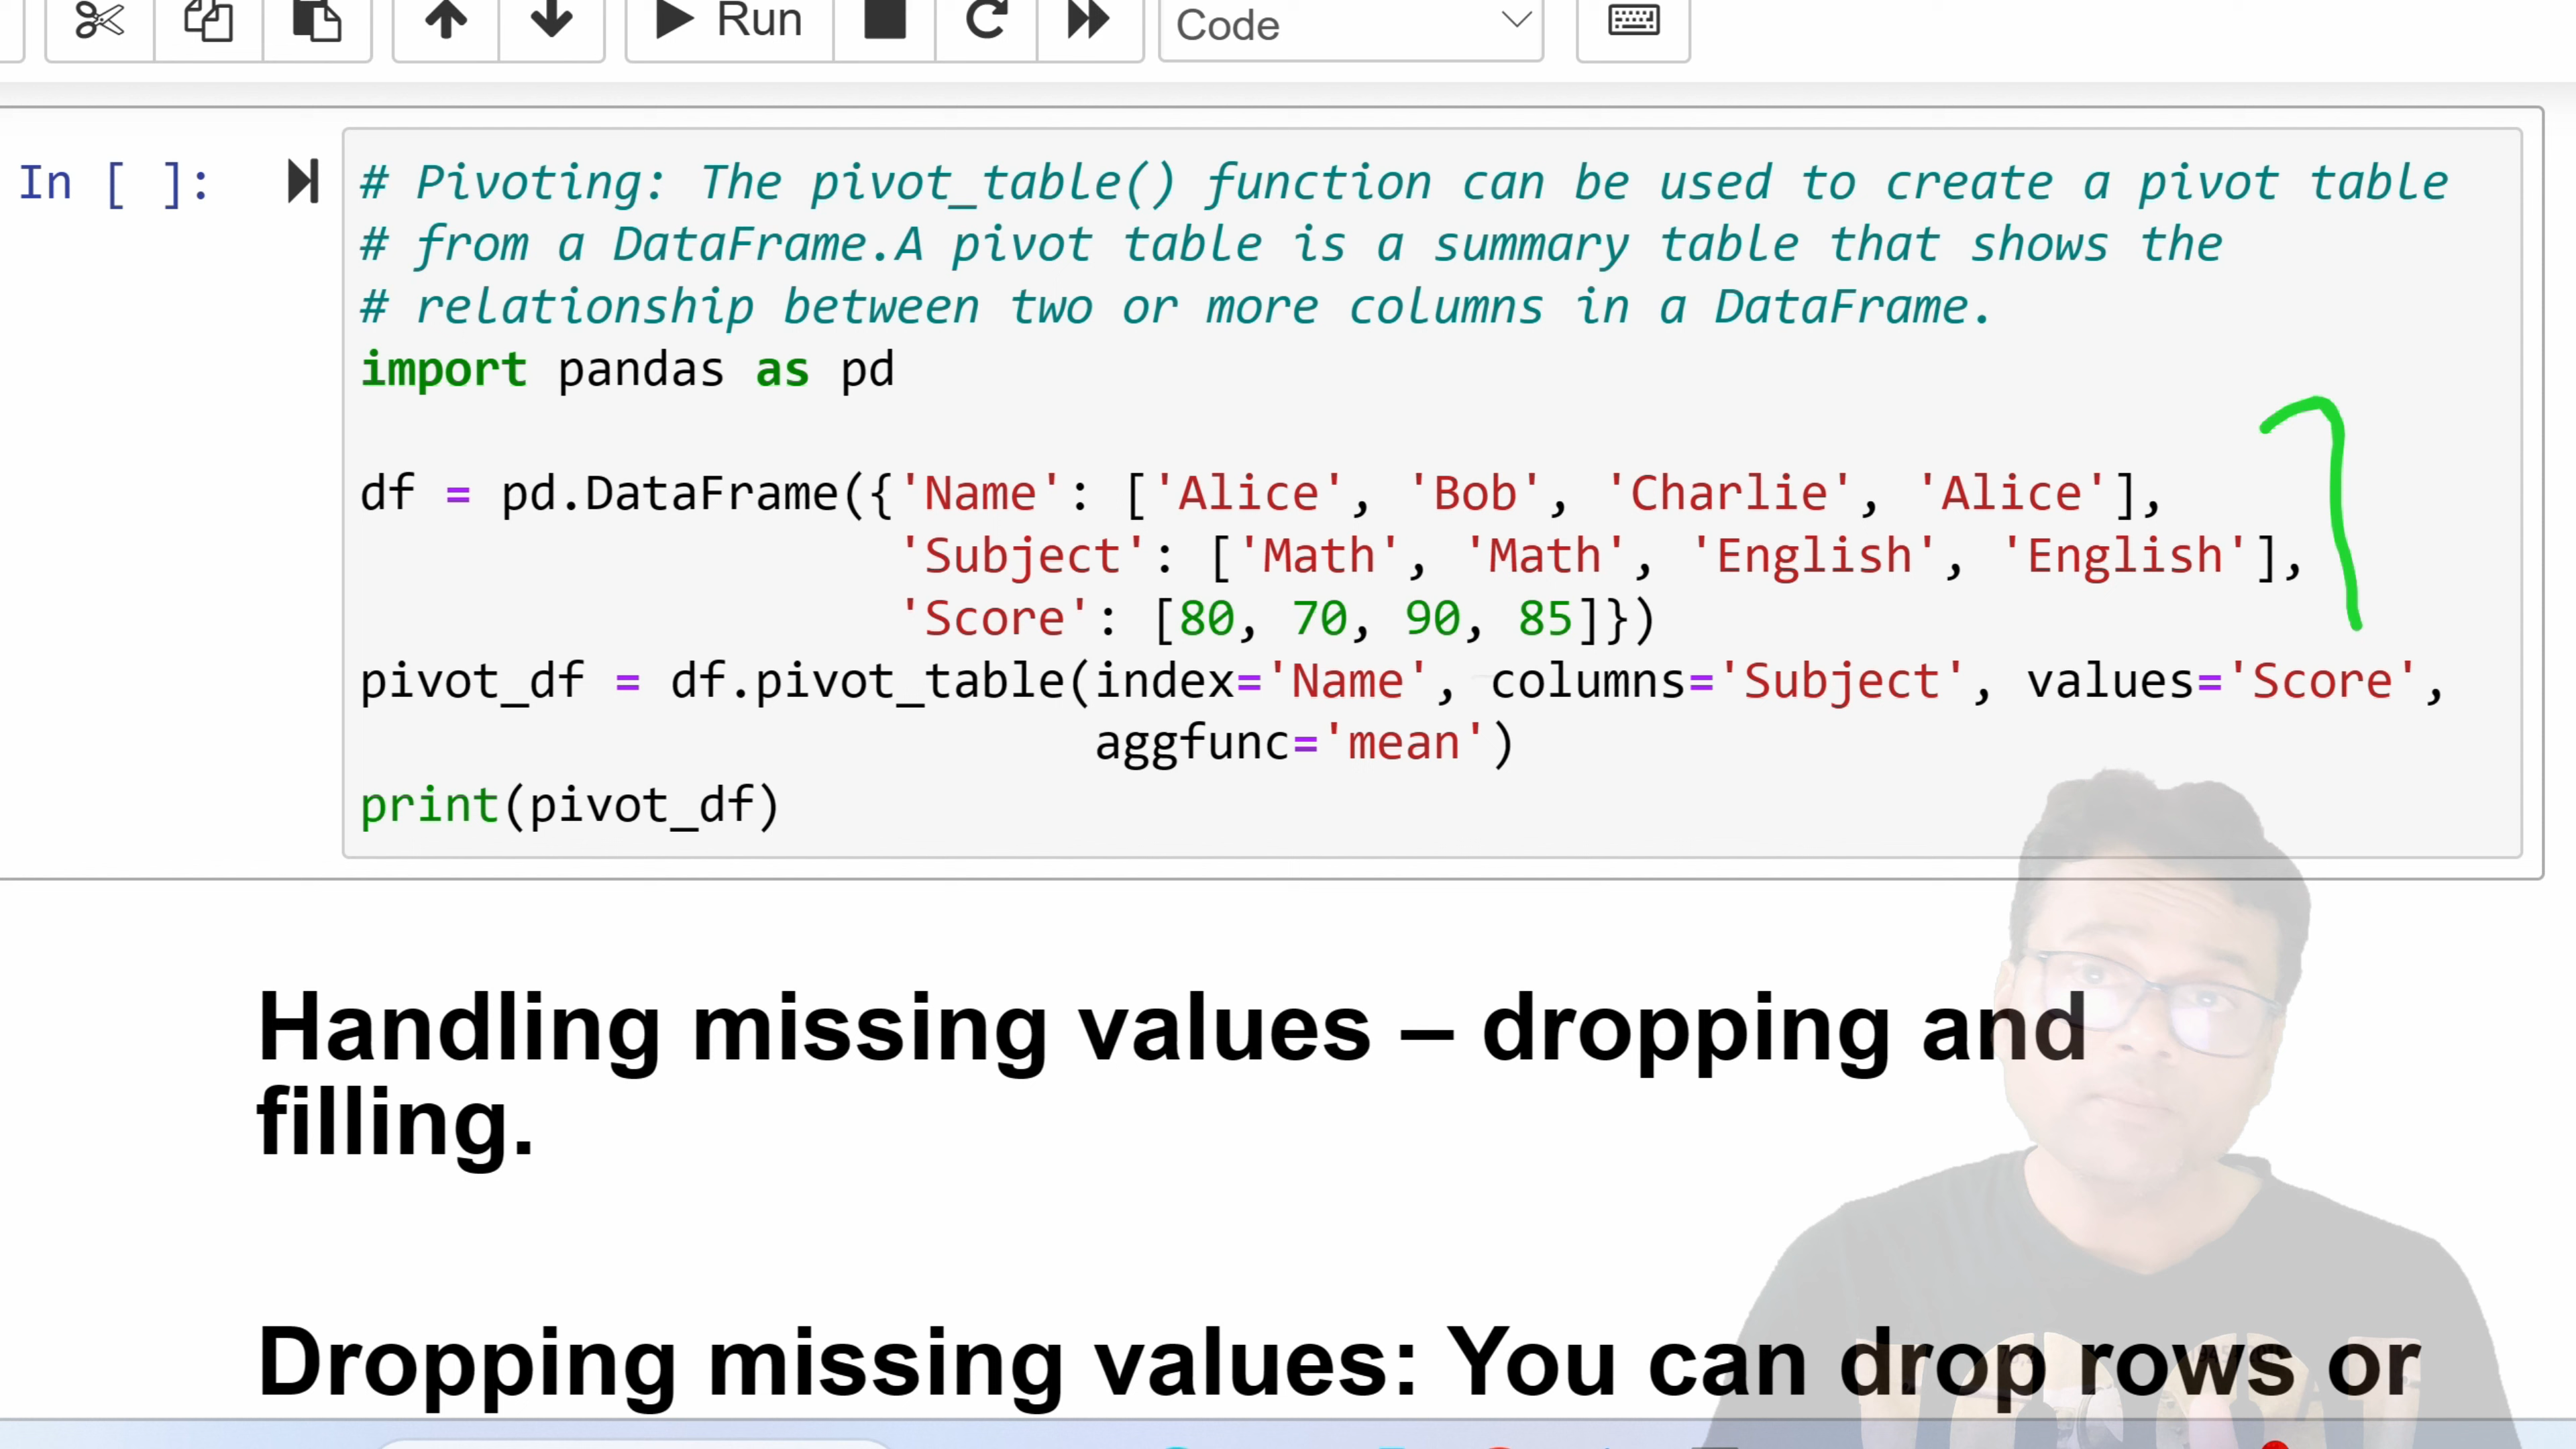 Run
Code
In [ ]:
# Pivoting: The pivot_table() function can be used to create a pivot table
# from a DataFrame.A pivot table is a summary table that shows the
# relationship between two or more columns in a DataFrame.
import pandas as pd
df = pd.DataFrame({'Name': ['Alice', 'Bob', 'Charlie', 'Alice'],
'Subject': ['Math', 'Math', 'English', 'English'],
'Score': [80, 70, 90, 85]})
pivot_df = df.pivot_table(index='Name', columns='Subject', values='Score',
aggfunc='mean')
print(pivot_df)
Handling missing values – dropping and
filling.
Dropping missing values: You can drop rows or